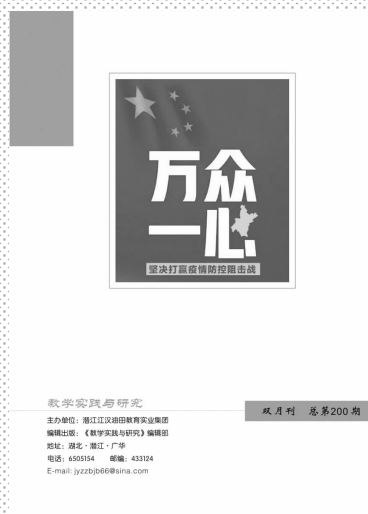 万众
一心
坚决打赢疫情防控阻击战
教学实践与研究
双月刊 总第200期
主办单位：潜江江汉油田教育实业集团
编辑出版：《教学实践与研究》编辑部
地址：湖北·潜江·广华
电话：6505154 邮编：433124
E-mail: jyzzbjb66@sina.com